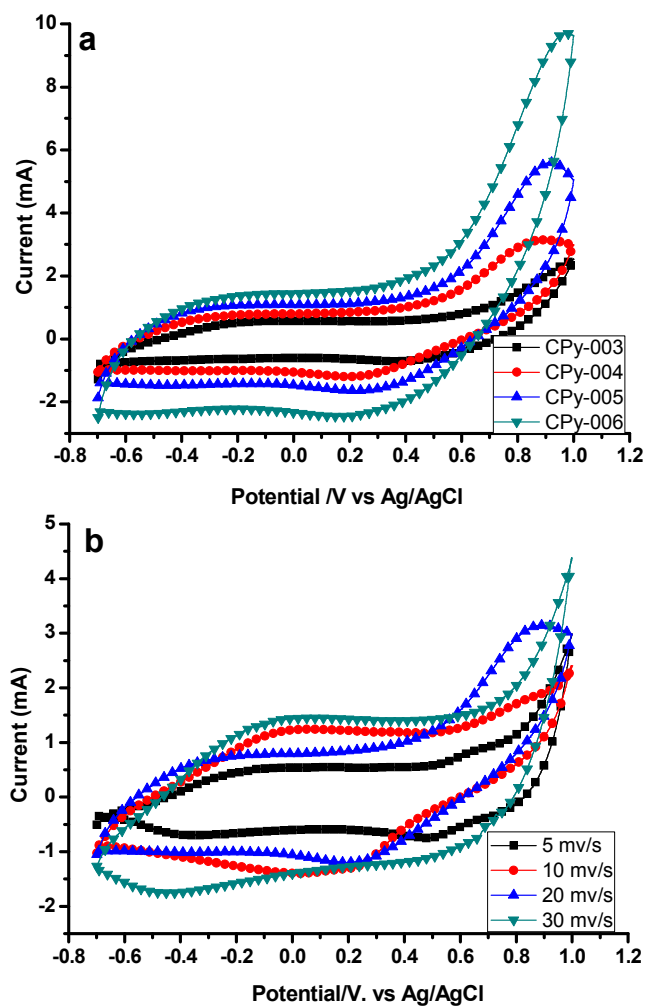 a
10
8
6
4
2
0
-2
Current (mA)
CPy-003
CPy-004
CPy-005
CPy-006
-0.8 -0.6 -0.4 -0.2 0.0 0.2 0.4 0.6 0.8 1.0 1.2
Potential /V vs Ag/AgCl
b
5
4
3
2
1
0
-1
-2
Current (mA)
5 mv/s
10 mv/s
20 mv/s
30 mv/s
-0.8 -0.6 -0.4 -0.2 0.0 0.2 0.4 0.6 0.8 1.0 1.2
Potential/V. vs Ag/AgCl